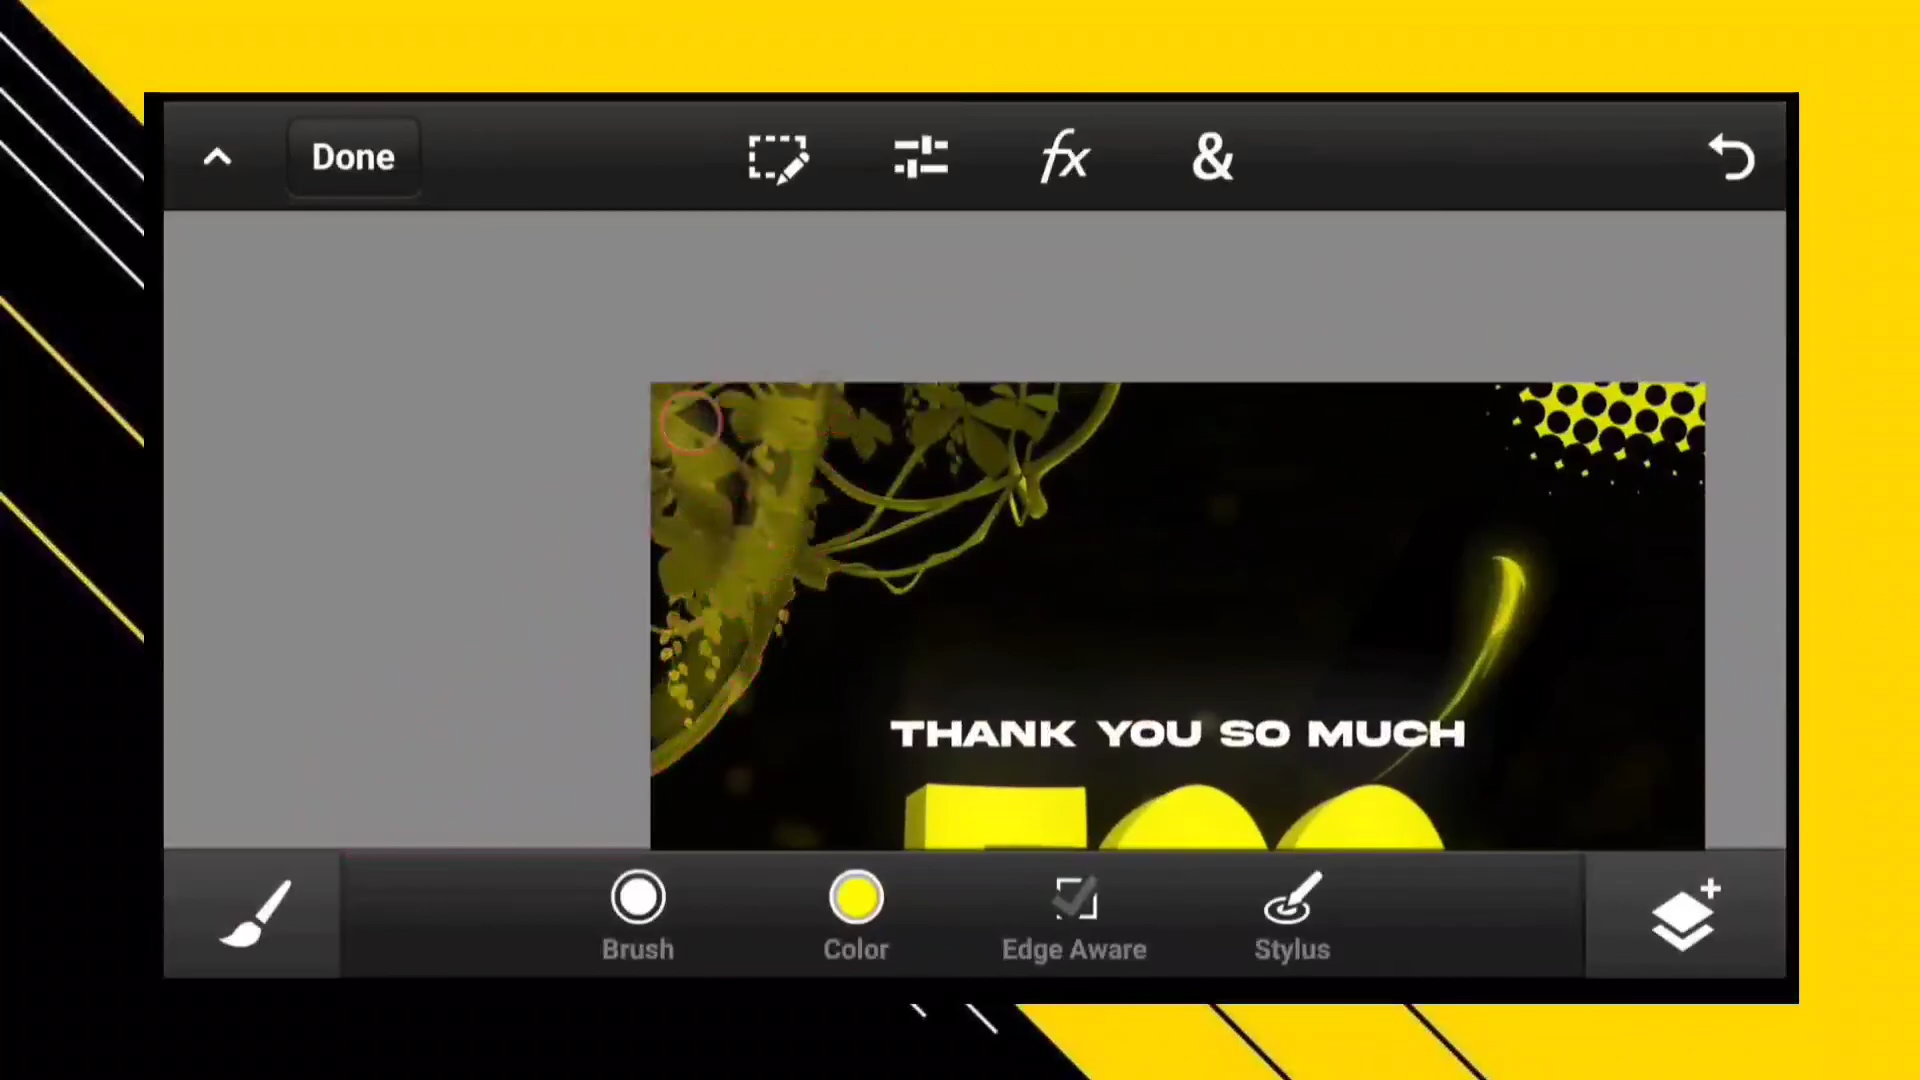 Done
fx
&
THANK YOU SO MUCH
Brush
Color
Edge Aware
Stylus